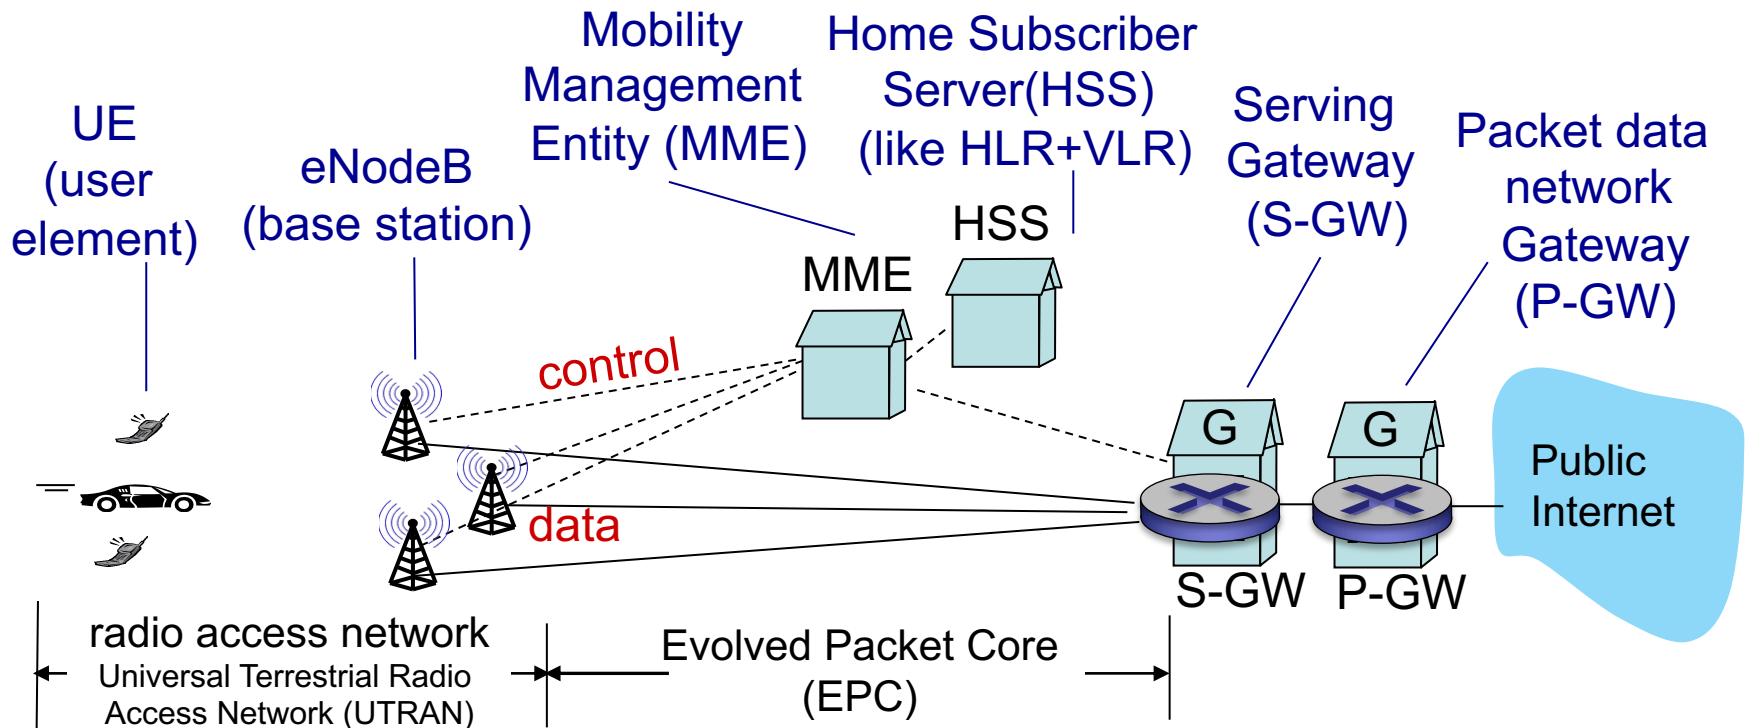 UE
(user
element)
eNodeB
(base station)
Mobility
Management
Entity (MME)
Home Subscriber
Server(HSS)
(like HLR+VLR)
Serving
Gateway
(S-GW)
Packet data
network
Gateway
(P-GW)
HSS
MME
control
data
G
G
S-GW
P-GW
Public
Internet
radio access network
Universal Terrestrial Radio
Access Network (UTRAN)
Evolved Packet Core
(EPC)